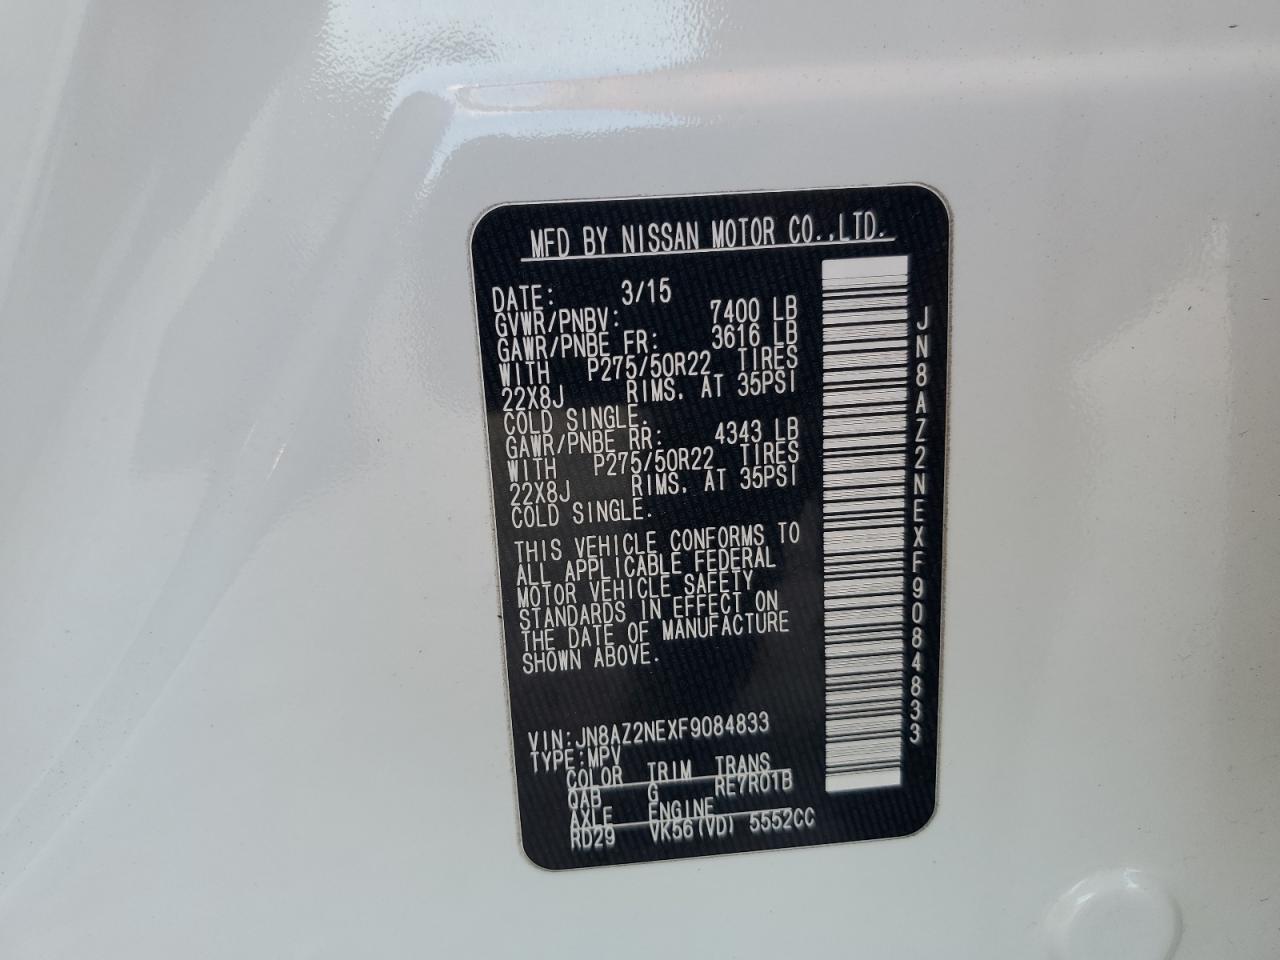 MFD BY NISSAN MOTOR CO.,LTD.
DATE: 3/15
GVWR/PNBV: 7400 LB
GAWR/PNBE FR: 3616 LB
WITH P275/50R22 TIRES
22X8J RIMS, AT 35PSI
COLD SINGLE.
GAWR/PNBE RR: 4343 LB
WITH P275/50R22 TIRES
22X8J RIMS, AT 35PSI
COLD SINGLE.
THIS VEHICLE CONFORMS TO
ALL APPLICABLE FEDERAL
MOTOR VEHICLE SAFETY
STANDARDS IN EFFECT ON
THE DATE OF MANUFACTURE
SHOWN ABOVE.
VIN:JN8AZ2NEXF9084833
TYPE:MPV
COLOR TRIM TRANS
QAB G RE7R01B
AXLE ENGINE
RD29 VK56(VD) 5552CC
JN8AZ2NEXF9084833